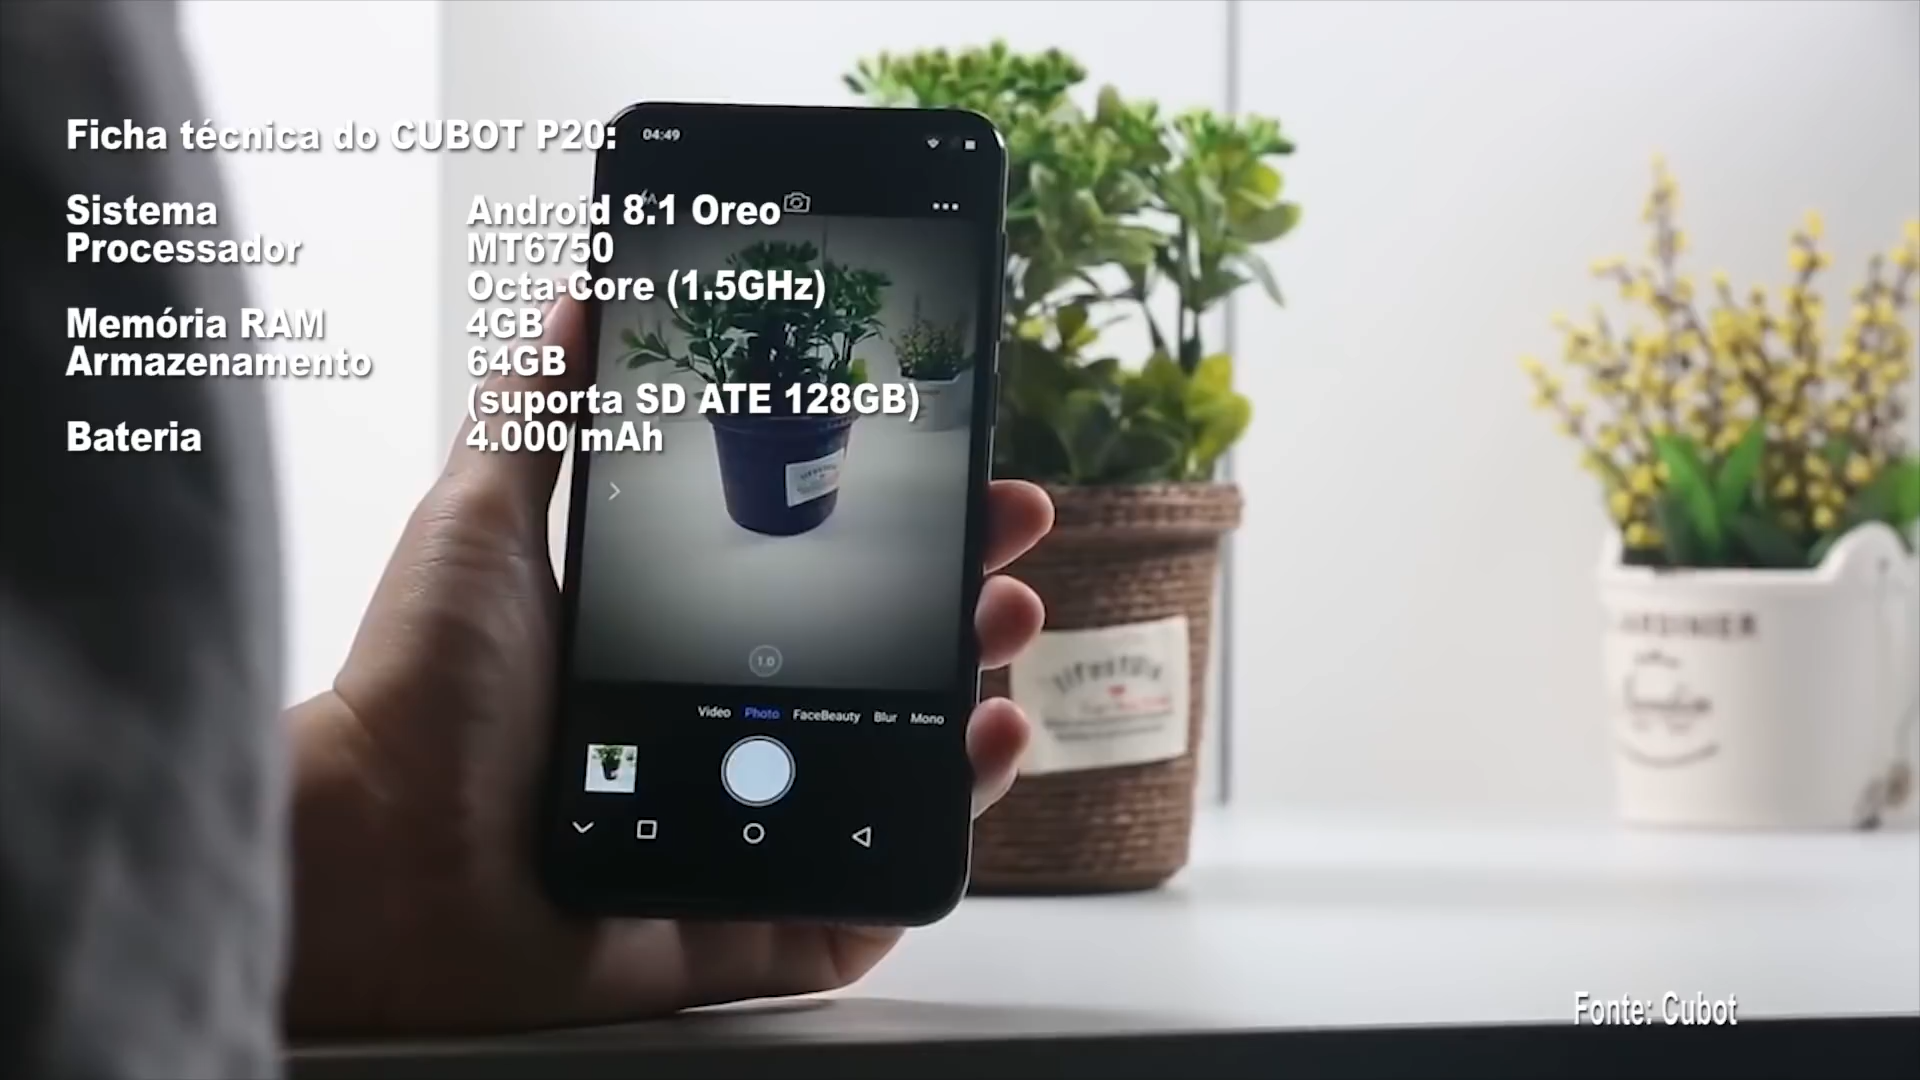 Ficha técnica do CUBOT P20:
Sistema Android 8.1 Oreo
Processador MT6750
Octa-Core (1.5GHz)
Memória RAM 4GB
Armazenamento 64GB
(suporta SD ATE 128GB)
Bateria 4.000 mAh
04:49
1.0
Video Photo FaceBeauty Blur Mono
lifestyle
Fonte: Cubot